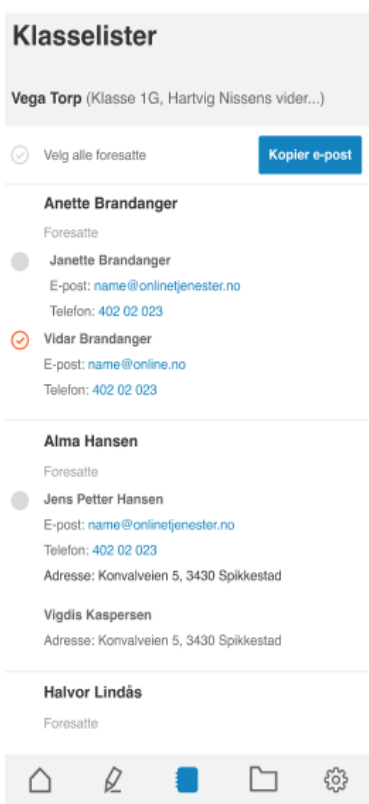 Klasselister
Vega Torp (Klasse 1G, Hartvig Nissens vider...)
Velg alle foresatte
Kopier e-post
Anette Brandanger
Foresatte
Janette Brandanger
E-post: name@onlinetjenester.no
Telefon: 402 02 023
Vidar Brandanger
E-post: name@online.no
Telefon: 402 02 023
Alma Hansen
Foresatte
Jens Petter Hansen
E-post: name@onlinetjenester.no
Telefon: 402 02 023
Adresse: Konvalveien 5, 3430 Spikkestad
Vigdis Kaspersen
Adresse: Konvalveien 5, 3430 Spikkestad
Halvor Lindås
Foresatte